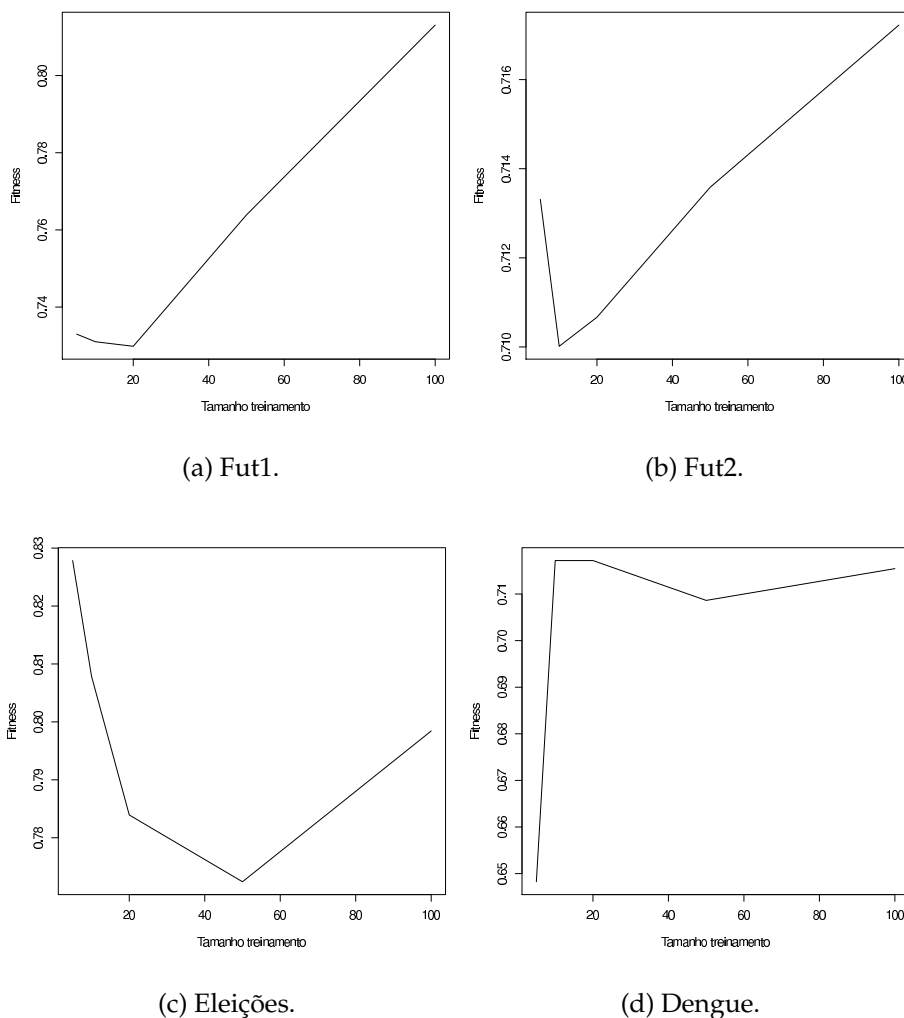 0.80
0.78
0.76
0.74
Fitness
20 40 60 80 100
Tamanho treinamento
(a) Fut1.
0.716
0.714
0.712
0.710
Fitness
20 40 60 80 100
Tamanho treinamento
(b) Fut2.
0.83
0.82
0.81
0.80
0.79
0.78
Fitness
20 40 60 80 100
Tamanho treinamento
(c) Eleições.
0.71
0.70
0.69
0.68
0.67
0.66
0.65
Fitness
20 40 60 80 100
Tamanho treinamento
(d) Dengue.